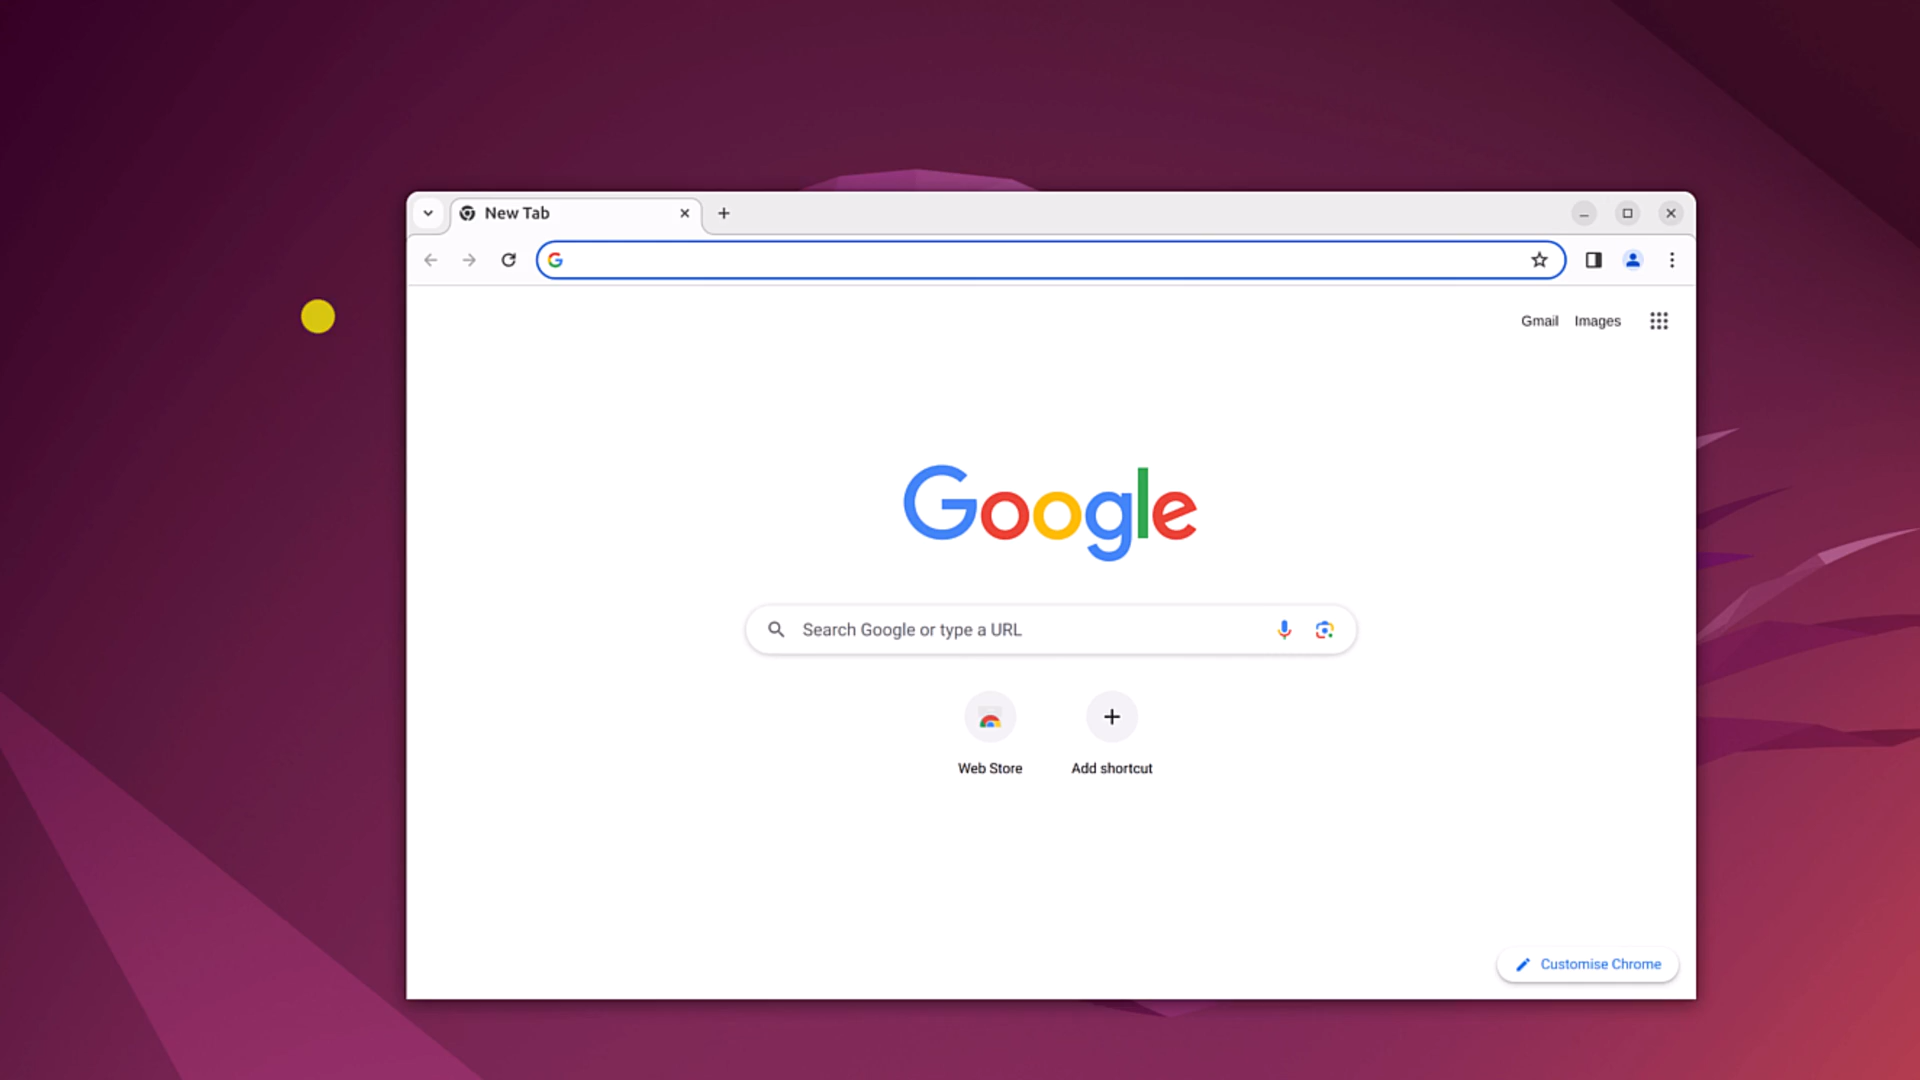 New Tab
Gmail Images
Google
Search Google or type a URL
Web Store Add shortcut
Customise Chrome